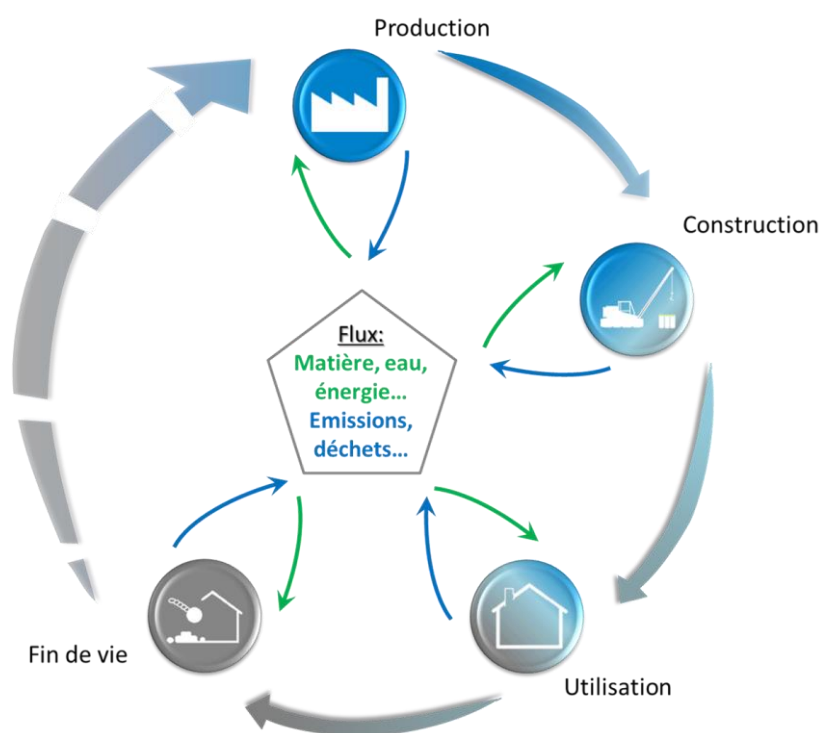 Production
Construction
Flux:
Matière, eau,
énergie…
Emissions,
déchets…
Fin de vie
Utilisation